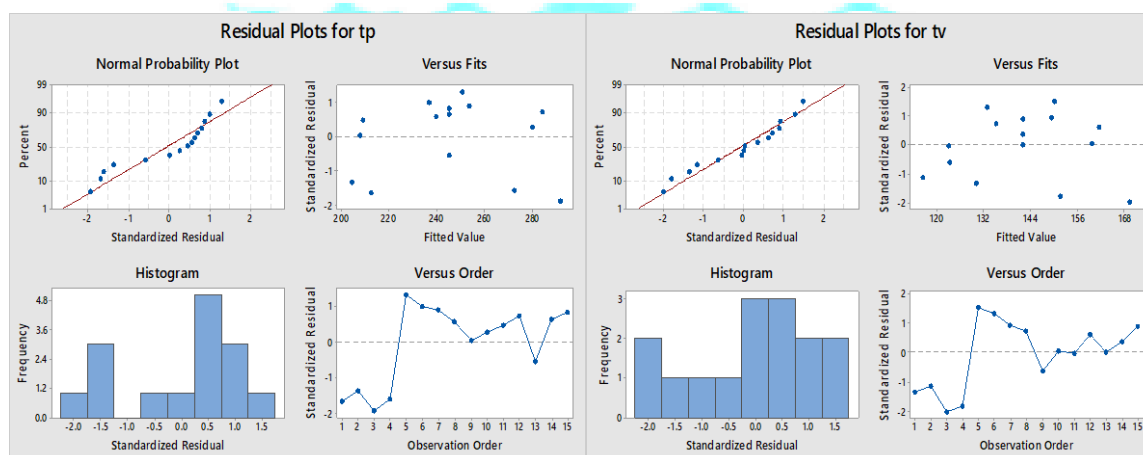 Residual Plots for tp
Normal Probability Plot
Percent
99
90
50
10
1
-2 -1 0 1 2
Standardized Residual
Versus Fits
Standardized Residual
1
0
-1
-2
200 220 240 260 280
Fitted Value
Histogram
Frequency
4.8
3.6
2.4
1.2
0.0
-2.0 -1.5 -1.0 -0.5 0.0 0.5 1.0 1.5
Standardized Residual
Versus Order
Standardized Residual
1
0
-1
-2
1 2 3 4 5 6 7 8 9 10 11 12 13 14 15
Observation Order
Residual Plots for tv
Normal Probability Plot
Percent
99
90
50
10
1
-2 -1 0 1 2
Standardized Residual
Versus Fits
Standardized Residual
2
1
0
-1
-2
120 132 144 156 168
Fitted Value
Histogram
Frequency
3
2
1
0
-2.0 -1.5 -1.0 -0.5 0.0 0.5 1.0 1.5
Standardized Residual
Versus Order
Standardized Residual
2
1
0
-1
-2
1 2 3 4 5 6 7 8 9 10 11 12 13 14 15
Observation Order